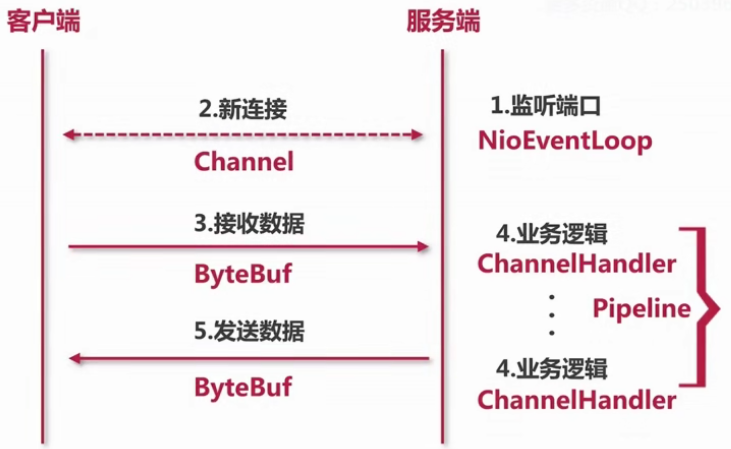 客户端
服务端
2.新连接
Channel
1.监听端口
NioEventLoop
3.接收数据
ByteBuf
4.业务逻辑
ChannelHandler
Pipeline
5.发送数据
ByteBuf
4.业务逻辑
ChannelHandler